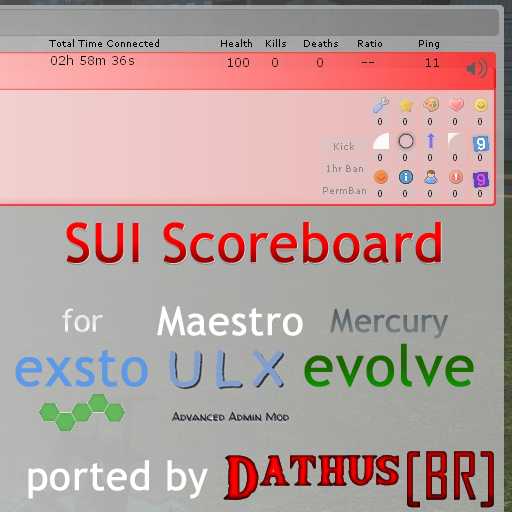 Total Time Connected Health Kills Deaths Ratio Ping
02h 58m 36s 100 0 0 -- 11
0 0 0 0 0
Kick
g
0 0 0 0 0
1hr Ban
g
PermBan 0 0 0 0 0
SUI Scoreboard
for Maestro Mercury
exsto ULX evolve
Advanced Admin Mod
ported by Dathus[BR]